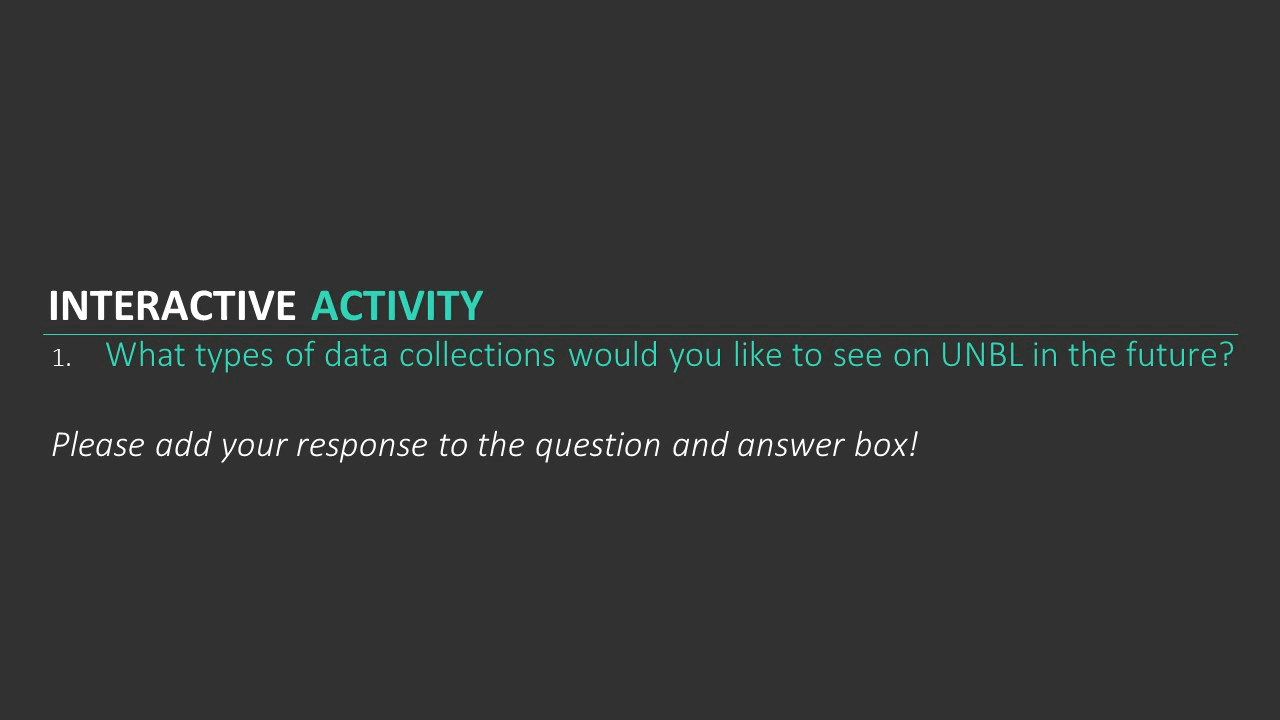 INTERACTIVE ACTIVITY
1. What types of data collections would you like to see on UNBL in the future?
Please add your response to the question and answer box!